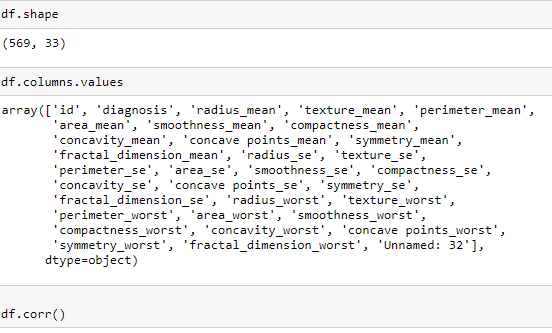 df.shape
(569, 33)
df.columns.values
array(['id', 'diagnosis', 'radius_mean', 'texture_mean', 'perimeter_mean',
'area_mean', 'smoothness_mean', 'compactness_mean',
'concavity_mean', 'concave points_mean', 'symmetry_mean',
'fractal_dimension_mean', 'radius_se', 'texture_se',
'perimeter_se', 'area_se', 'smoothness_se', 'compactness_se',
'concavity_se', 'concave points_se', 'symmetry_se',
'fractal_dimension_se', 'radius_worst', 'texture_worst',
'perimeter_worst', 'area_worst', 'smoothness_worst',
'compactness_worst', 'concavity_worst', 'concave points_worst',
'symmetry_worst', 'fractal_dimension_worst', 'Unnamed: 32'],
dtype=object)
df.corr()